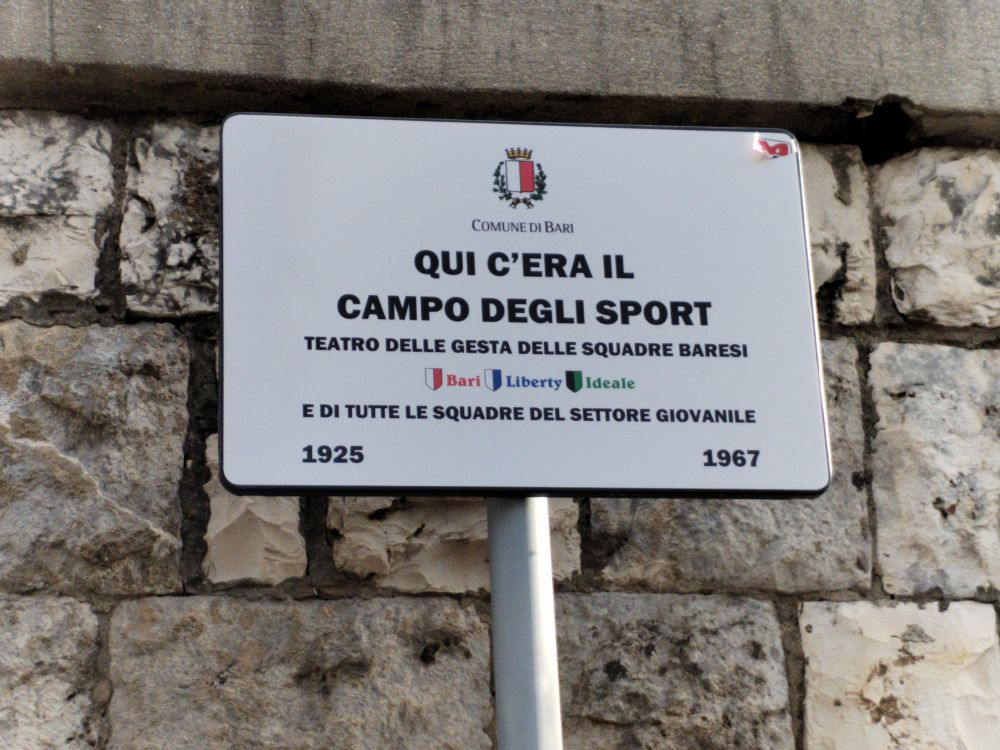 COMUNE DI BARI
QUI C'ERA IL
CAMPO DEGLI SPORT
TEATRO DELLE GESTA DELLE SQUADRE BARESI
Bari Liberty Ideale
E DI TUTTE LE SQUADRE DEL SETTORE GIOVANILE
1925 1967